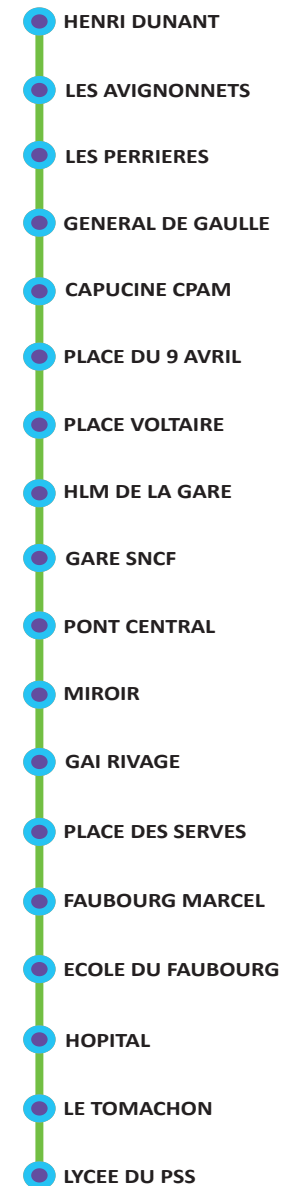 HENRI DUNANT
LES AVIGNONNETS
LES PERRIERES
GENERAL DE GAULLE
CAPUCINE CPAM
PLACE DU 9 AVRIL
PLACE VOLTAIRE
HLM DE LA GARE
GARE SNCF
PONT CENTRAL
MIROIR
GAI RIVAGE
PLACE DES SERVES
FAUBOURG MARCEL
ECOLE DU FAUBOURG
HOPITAL
LE TOMACHON
LYCEE DU PSS